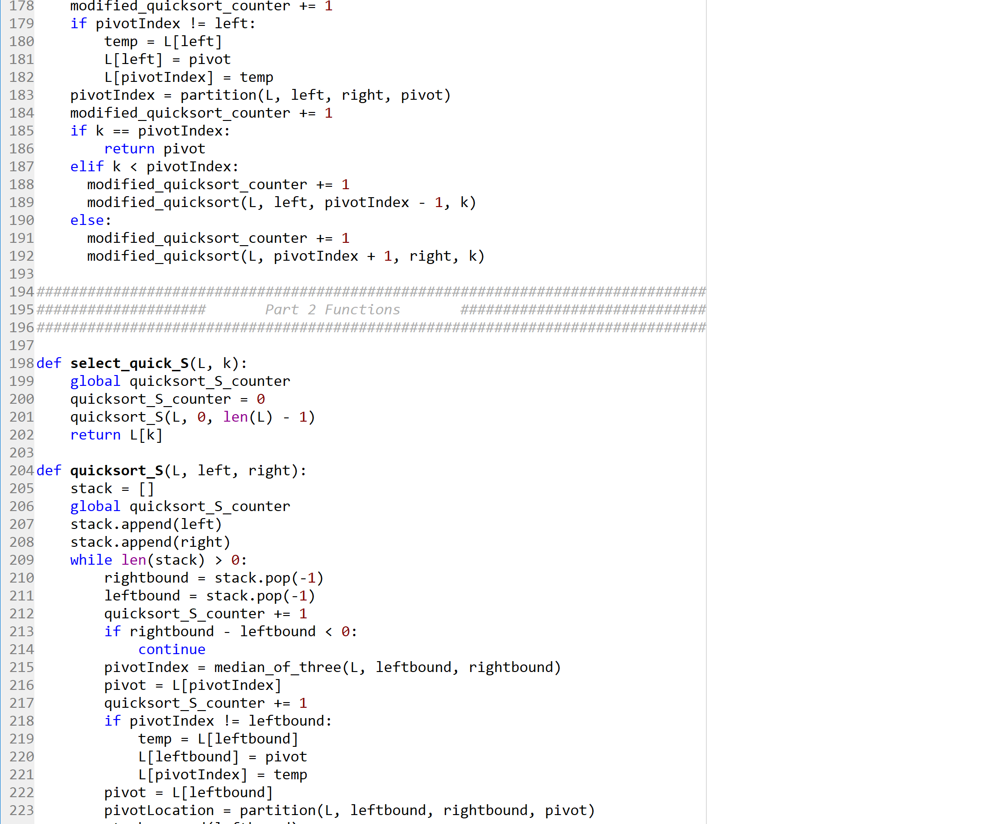 178 modified_quicksort_counter += 1
179 if pivotIndex != left:
180 temp = L[left]
181 L[left] = pivot
182 L[pivotIndex] = temp
183 pivotIndex = partition(L, left, right, pivot)
184 modified_quicksort_counter += 1
185 if k == pivotIndex:
186 return pivot
187 elif k < pivotIndex:
188 modified_quicksort_counter += 1
189 modified_quicksort(L, left, pivotIndex - 1, k)
190 else:
191 modified_quicksort_counter += 1
192 modified_quicksort(L, pivotIndex + 1, right, k)
193
194 ###############################################################################
195 #################### Part 2 Functions #############################
196 ###############################################################################
197
198 def select_quick_S(L, k):
199 global quicksort_S_counter
200 quicksort_S_counter = 0
201 quicksort_S(L, 0, len(L) - 1)
202 return L[k]
203
204 def quicksort_S(L, left, right):
205 stack = []
206 global quicksort_S_counter
207 stack.append(left)
208 stack.append(right)
209 while len(stack) > 0:
210 rightbound = stack.pop(-1)
211 leftbound = stack.pop(-1)
212 quicksort_S_counter += 1
213 if rightbound - leftbound < 0:
214 continue
215 pivotIndex = median_of_three(L, leftbound, rightbound)
216 pivot = L[pivotIndex]
217 quicksort_S_counter += 1
218 if pivotIndex != leftbound:
219 temp = L[leftbound]
220 L[leftbound] = pivot
221 L[pivotIndex] = temp
222 pivot = L[leftbound]
223 pivotLocation = partition(L, leftbound, rightbound, pivot)